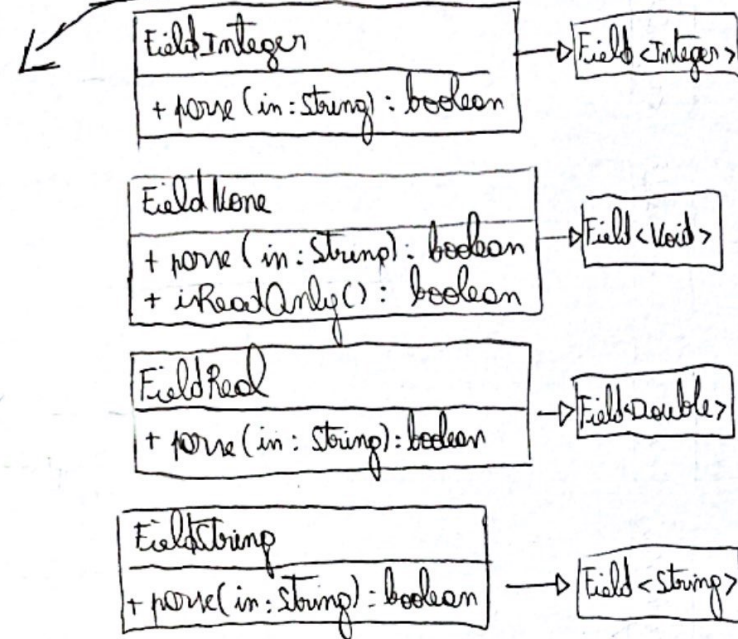 FieldInteger
+ parse (in: String) : boolean
Field <Integer>
FieldNone
+ parse (in: String) : boolean
+ isReadOnly() : boolean
Field <Void>
FieldReal
+ parse (in: String): boolean
Field<Double>
FieldString
+ parse(in: String) : boolean
Field <String>